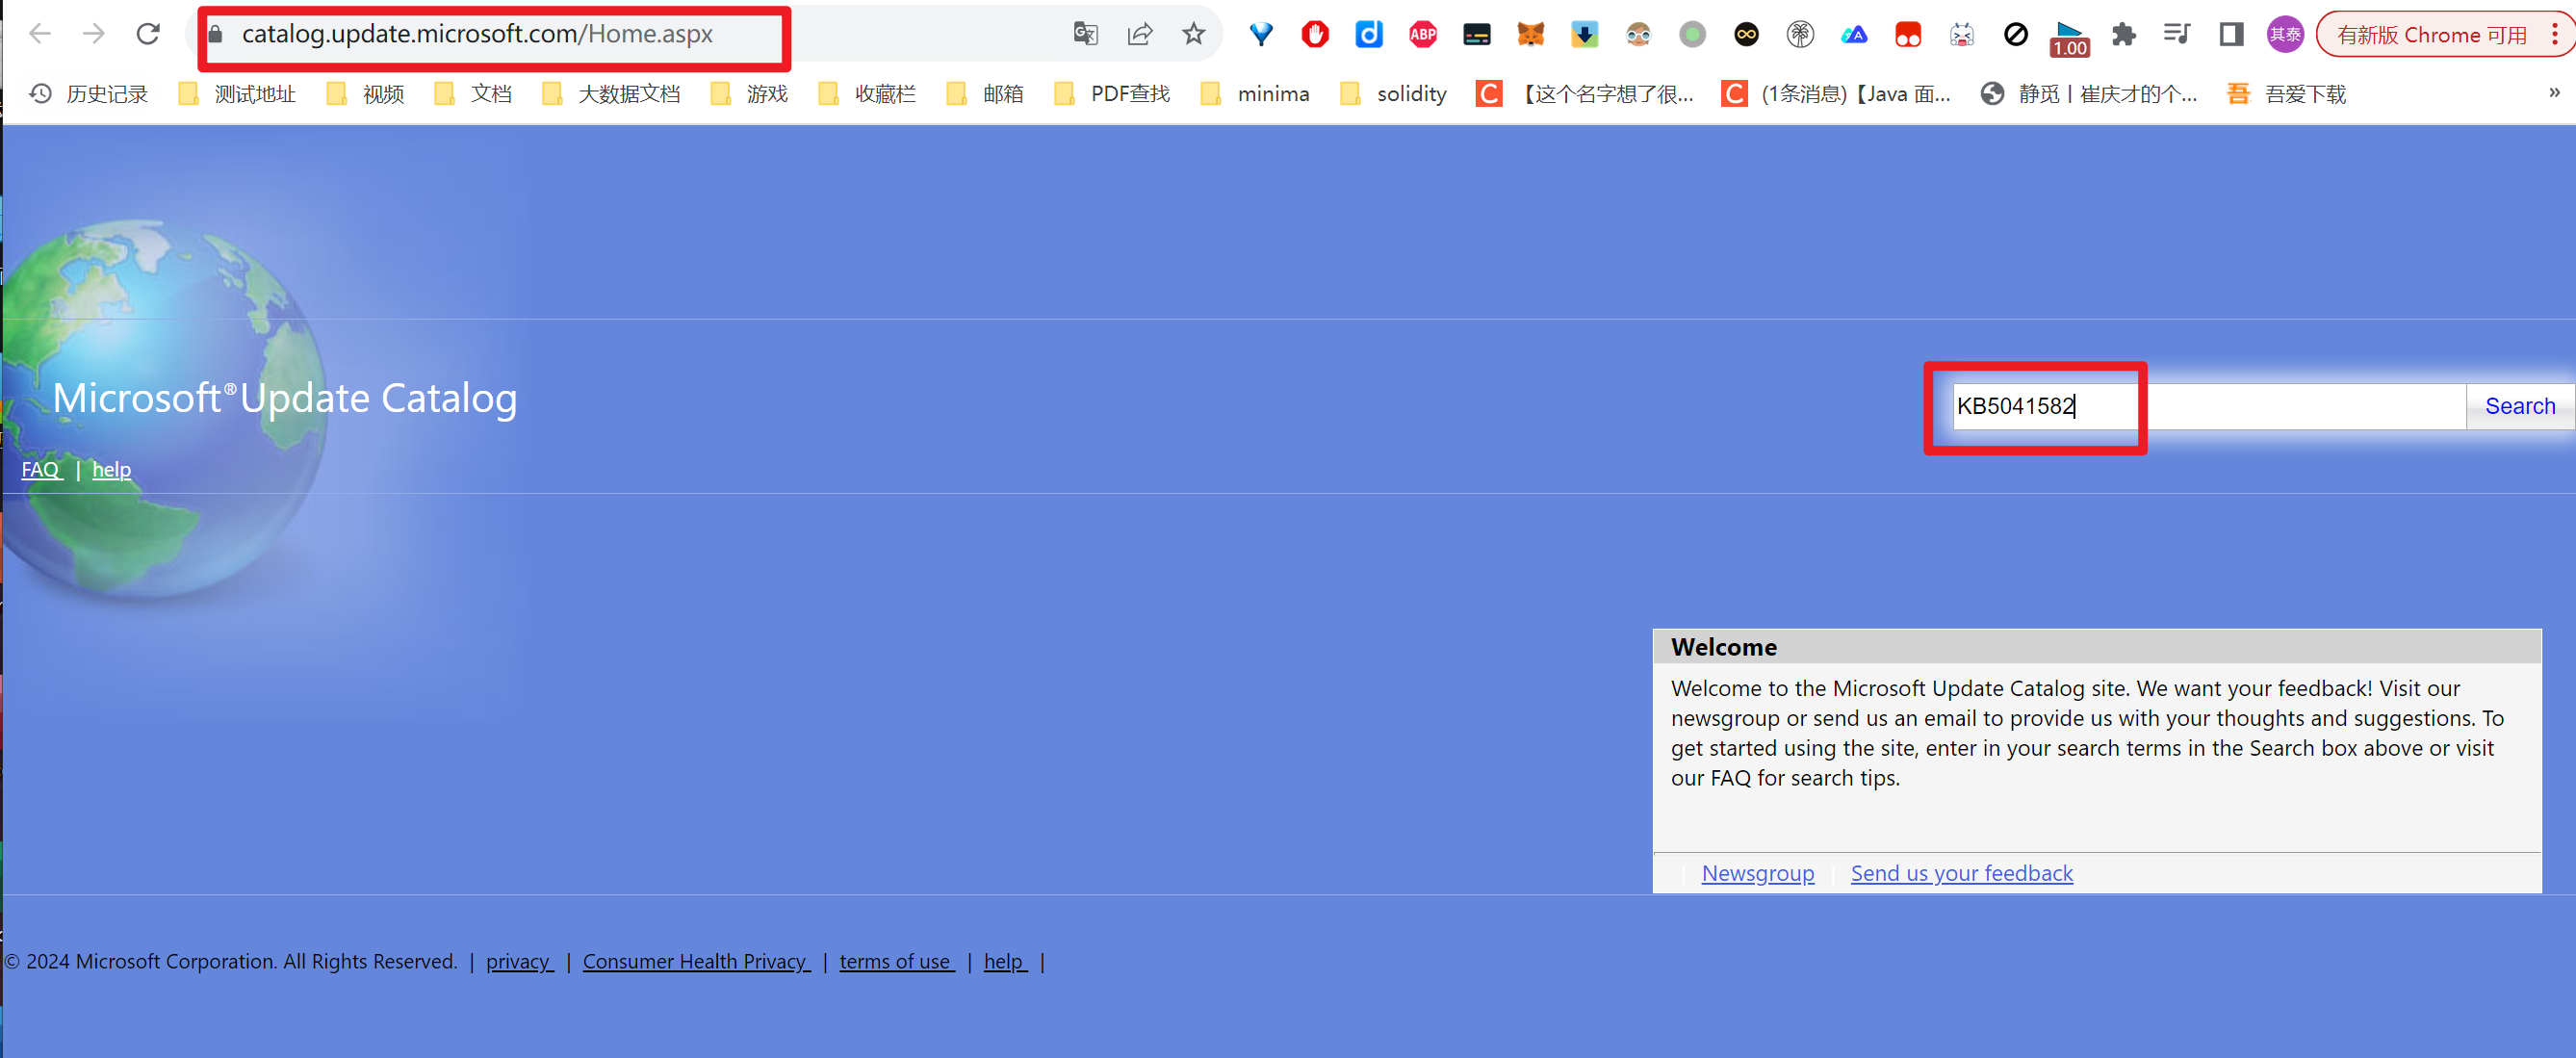 catalog.update.microsoft.com/Home.aspx
ABP
1.00
其泰
有新版 Chrome 可用
历史记录
测试地址
视频
文档
大数据文档
游戏
收藏栏
邮箱
PDF查找
minima
solidity
C
【这个名字想了很...
C
(1条消息)【Java 面...
静觅丨崔庆才的个...
吾
吾爱下载
»
Microsoft®Update Catalog
KB5041582
Search
FAQ | help
Welcome
Welcome to the Microsoft Update Catalog site. We want your feedback! Visit our
newsgroup or send us an email to provide us with your thoughts and suggestions. To
get started using the site, enter in your search terms in the Search box above or visit
our FAQ for search tips.
| Newsgroup | Send us your feedback
© 2024 Microsoft Corporation. All Rights Reserved. | privacy | Consumer Health Privacy | terms of use | help |